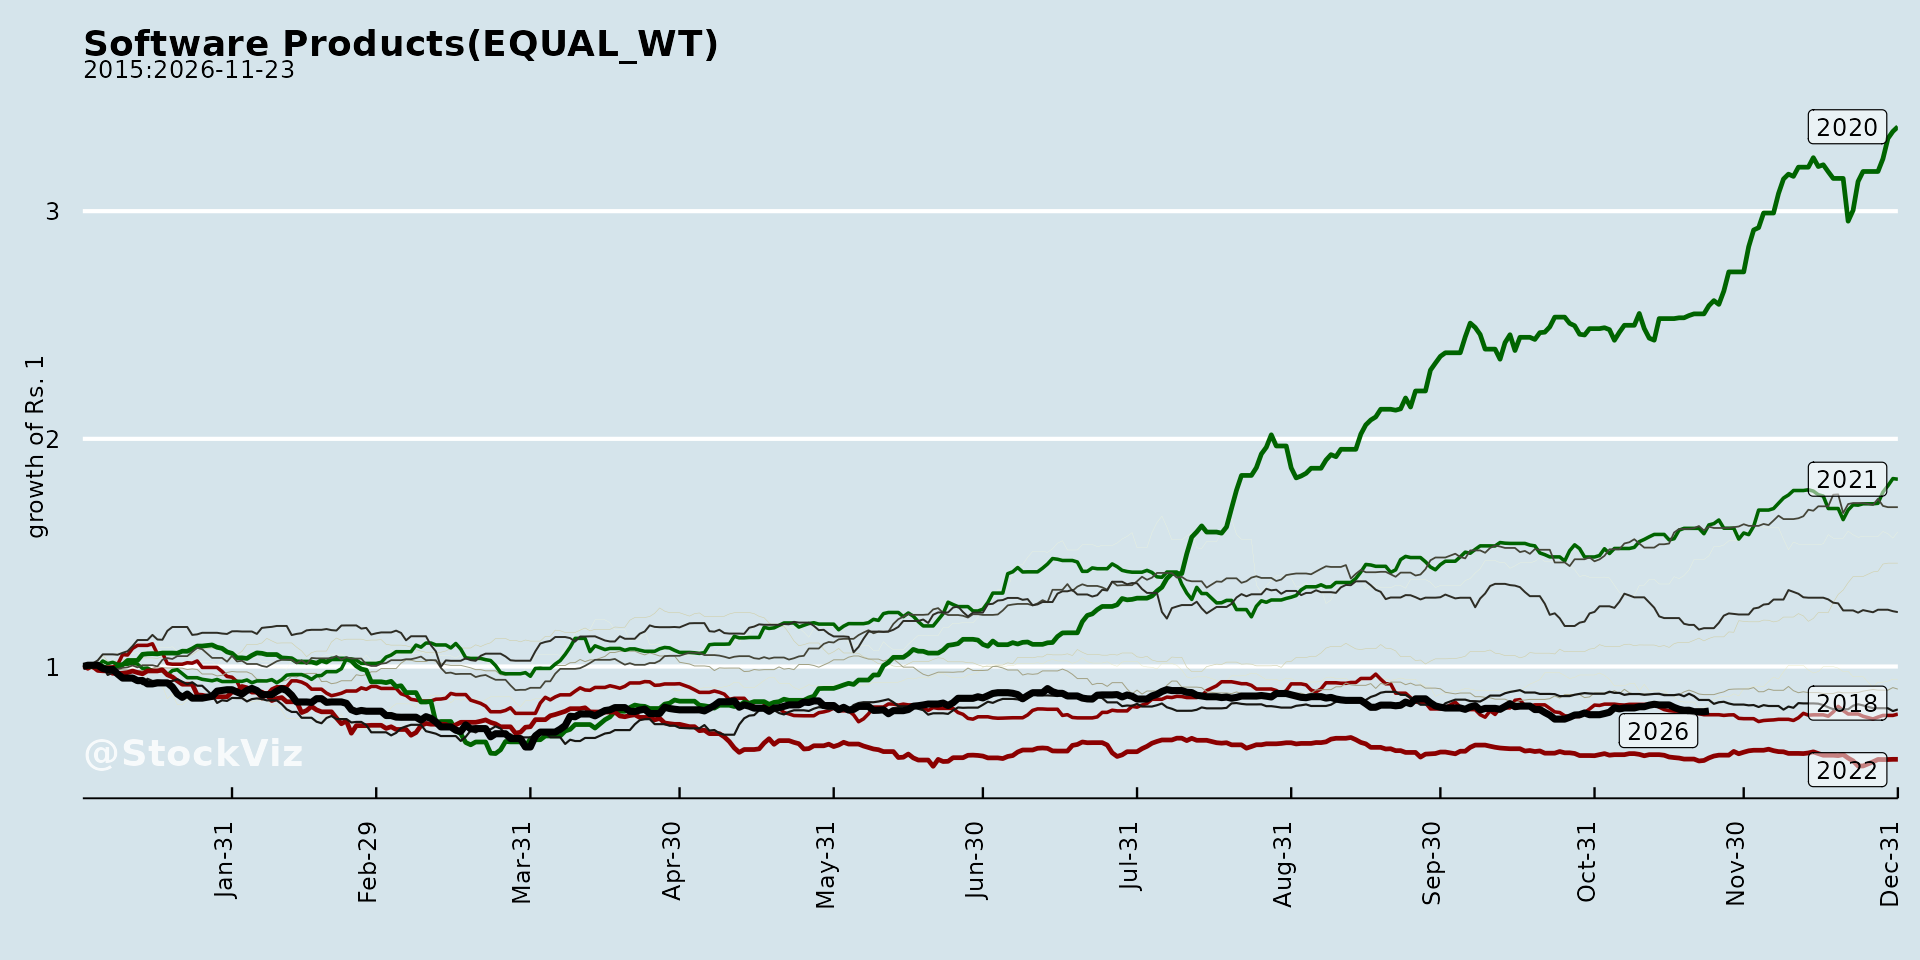 Software Products(EQUAL_WT)
2015:2026-11-23
growth of Rs. 1
3
2
1
2020
2021
2018
2026
2022
@StockViz
Jan-31
Feb-29
Mar-31
Apr-30
May-31
Jun-30
Jul-31
Aug-31
Sep-30
Oct-31
Nov-30
Dec-31